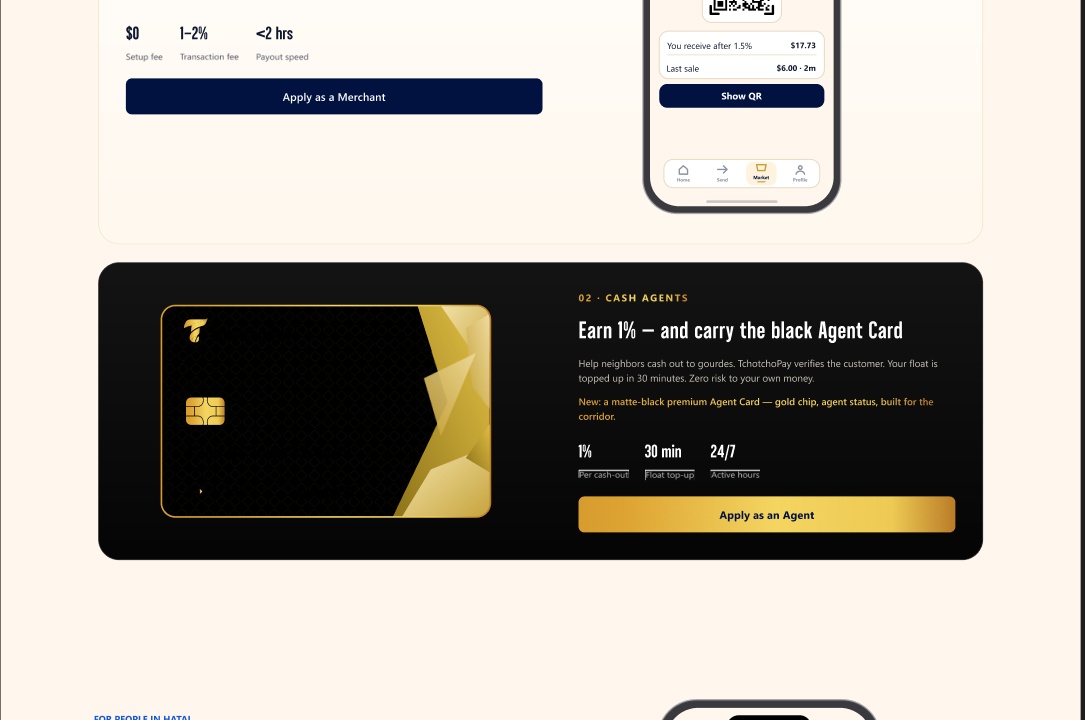 $0
1–2%
<2 hrs
Setup fee
Transaction fee
Payout speed
Apply as a Merchant
You receive after 1.5%
$17.73
Last sale
$6.00 · 2m
Show QR
Home
Send
Market
Profile
02 · CASH AGENTS
Earn 1% — and carry the black Agent Card
Help neighbors cash out to gourdes. TchotchoPay verifies the customer. Your float is
topped up in 30 minutes. Zero risk to your own money.
New: a matte-black premium Agent Card — gold chip, agent status, built for the
corridor.
1%
30 min
24/7
Per cash-out
Float top-up
Active hours
Apply as an Agent
FOR PEOPLE IN HATAI